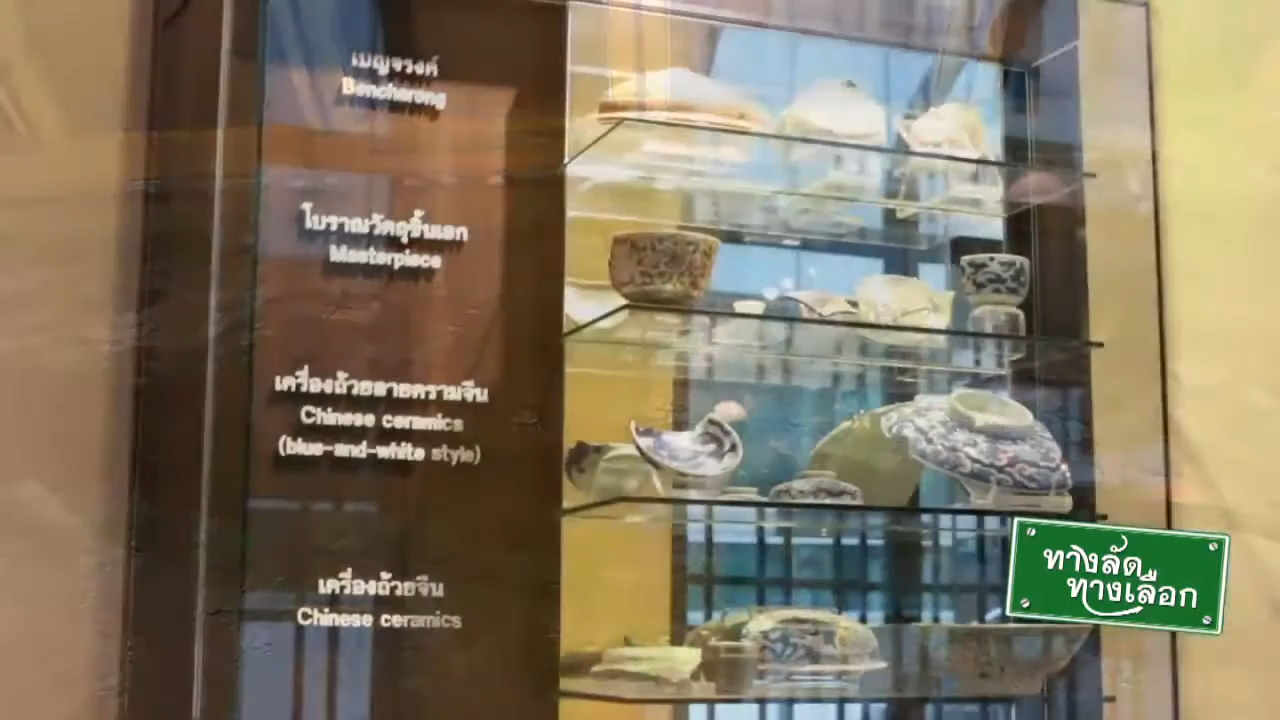 เบญจรงค์
Bencharong
โบราณวัตถุชิ้นเอก
Masterpiece
เครื่องถ้วยลายครามจีน
Chinese ceramics
(blue-and-white style)
เครื่องถ้วยจีน
Chinese ceramics
ทางลัด
ทางเลือก